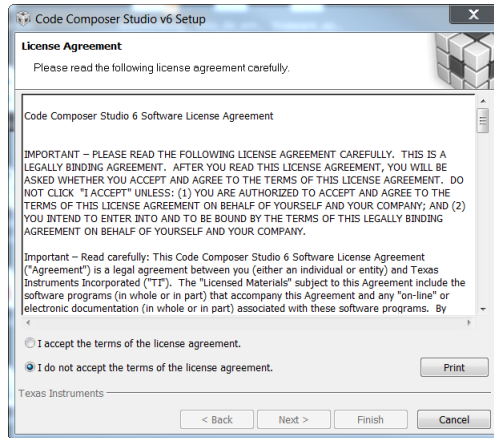 Code Composer Studio v6 Setup
License Agreement
Please read the following license agreement carefully.
Code Composer Studio 6 Software License Agreement
IMPORTANT – PLEASE READ THE FOLLOWING LICENSE AGREEMENT CAREFULLY. THIS IS A
LEGALLY BINDING AGREEMENT. AFTER YOU READ THIS LICENSE AGREEMENT, YOU WILL BE
ASKED WHETHER YOU ACCEPT AND AGREE TO THE TERMS OF THIS LICENSE AGREEMENT. DO
NOT CLICK "I ACCEPT" UNLESS: (1) YOU ARE AUTHORIZED TO ACCEPT AND AGREE TO THE
TERMS OF THIS LICENSE AGREEMENT ON BEHALF OF YOURSELF AND YOUR COMPANY; AND (2)
YOU INTEND TO ENTER INTO AND TO BE BOUND BY THE TERMS OF THIS LEGALLY BINDING
AGREEMENT ON BEHALF OF YOURSELF AND YOUR COMPANY.
Important – Read carefully: This Code Composer Studio 6 Software License Agreement
("Agreement") is a legal agreement between you (either an individual or entity) and Texas
Instruments Incorporated ("TI"). The "Licensed Materials" subject to this Agreement include the
software programs (in whole or in part) that accompany this Agreement and any "on-line" or
electronic documentation (in whole or in part) associated with these software programs. By
I accept the terms of the license agreement.
I do not accept the terms of the license agreement.
Print
Texas Instruments
< Back
Next >
Finish
Cancel